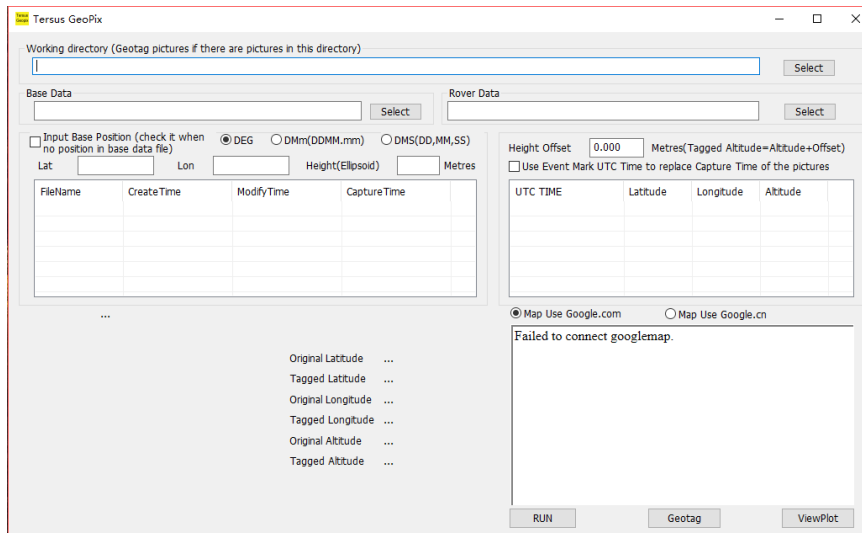 Tersus Geopix
Tersus GeoPix
Working directory (Geotag pictures if there are pictures in this directory)
Select
Base Data
Select
Rover Data
Select
Input Base Position (check it when no position in base data file)
DEG
DMm(DDMM.mm)
DMS(DD,MM,SS)
Lat
Lon
Height(Ellipsoid)
Metres
Height Offset
0.000
Metres(Tagged Altitude=Altitude+Offset)
Use Event Mark UTC Time to replace Capture Time of the pictures
FileName CreateTime ModifyTime CaptureTime
UTC TIME Latitude Longitude Altitude
...
Map Use Google.com
Map Use Google.cn
Failed to connect googlemap.
Original Latitude ...
Tagged Latitude ...
Original Longitude ...
Tagged Longitude ...
Original Altitude ...
Tagged Altitude ...
RUN
Geotag
ViewPlot